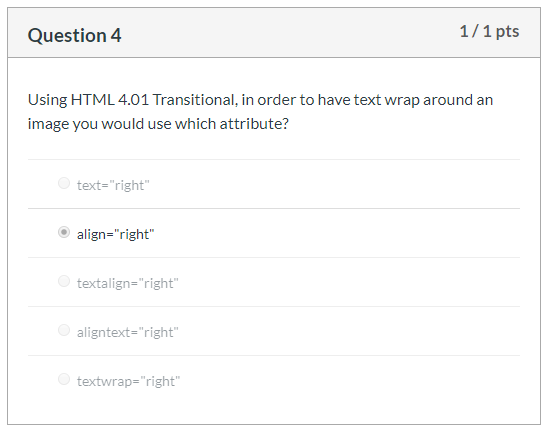 Question 4
1 / 1 pts
Using HTML 4.01 Transitional, in order to have text wrap around an
image you would use which attribute?
text="right"
align="right"
textalign="right"
aligntext="right"
textwrap="right"